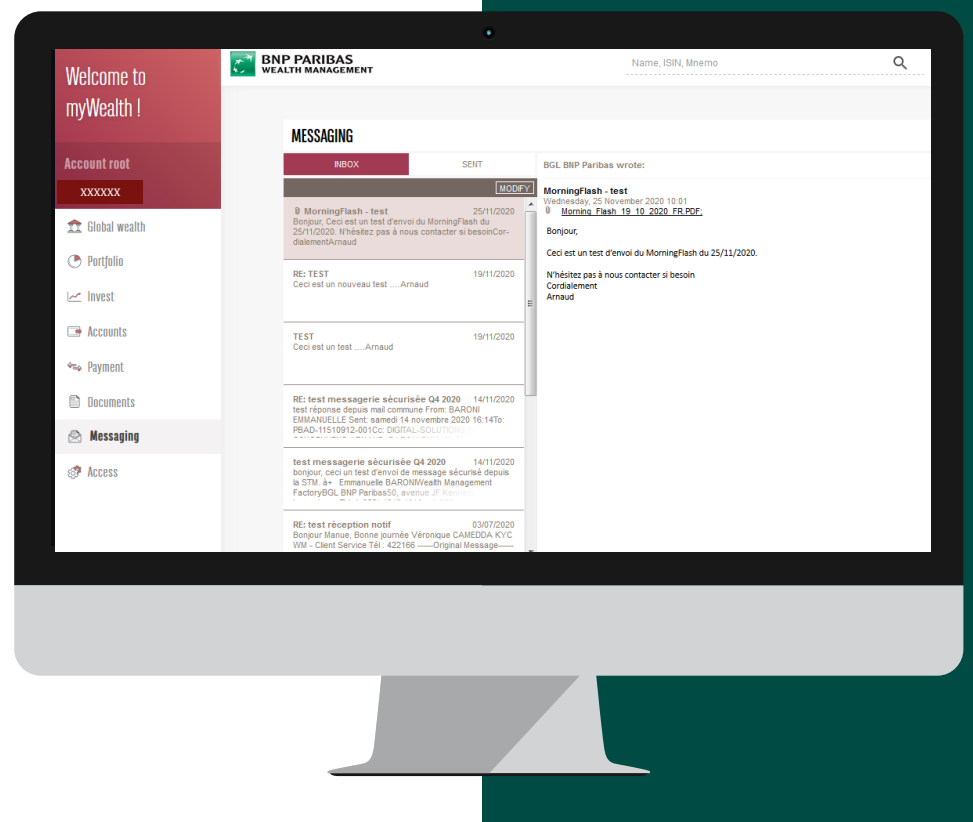 Welcome to
myWealth !
Account root
XXXXXX
Global wealth
Portfolio
Invest
Accounts
Payment
Documents
Messaging
Access
BNP PARIBAS
WEALTH MANAGEMENT
Name, ISIN, Mnemo
MESSAGING
INBOX SENT
MODIFY
MorningFlash - test 25/11/2020
Bonjour, Ceci est un test d'envoi du MorningFlash du
25/11/2020. N'hésitez pas à nous contacter si besoinCor-
dialementArnaud
RE: TEST 19/11/2020
Ceci est un nouveau test ....Arnaud
TEST 19/11/2020
Ceci est un test ....Arnaud
RE: test messagerie sécurisée Q4 2020 14/11/2020
test réponse depuis mail commune From: BARONI
EMMANUELLE Sent: samedi 14 novembre 2020 16:14To:
PBAD-11510912-001Cc: DIGITAL-SOLUTIONS
test messagerie sécurisée Q4 2020 14/11/2020
bonjour, ceci un test d'envoi de message sécurisé depuis
la STM. à+ Emmanuelle BARONIWealth Management
FactoryBGL BNP Paribas50, avenue JF
RE: test réception notif 03/07/2020
Bonjour Manue, Bonne journée Véronique CAMEDDA KYC
WM - Client Service Tél : 422166 ------Original Message------
BGL BNP Paribas wrote:
MorningFlash - test
Wednesday, 25 November 2020 10:01
Morning_Flash_19_10_2020_FR.PDF;
Bonjour,
Ceci est un test d'envoi du MorningFlash du 25/11/2020.
N'hésitez pas à nous contacter si besoin
Cordialement
Arnaud